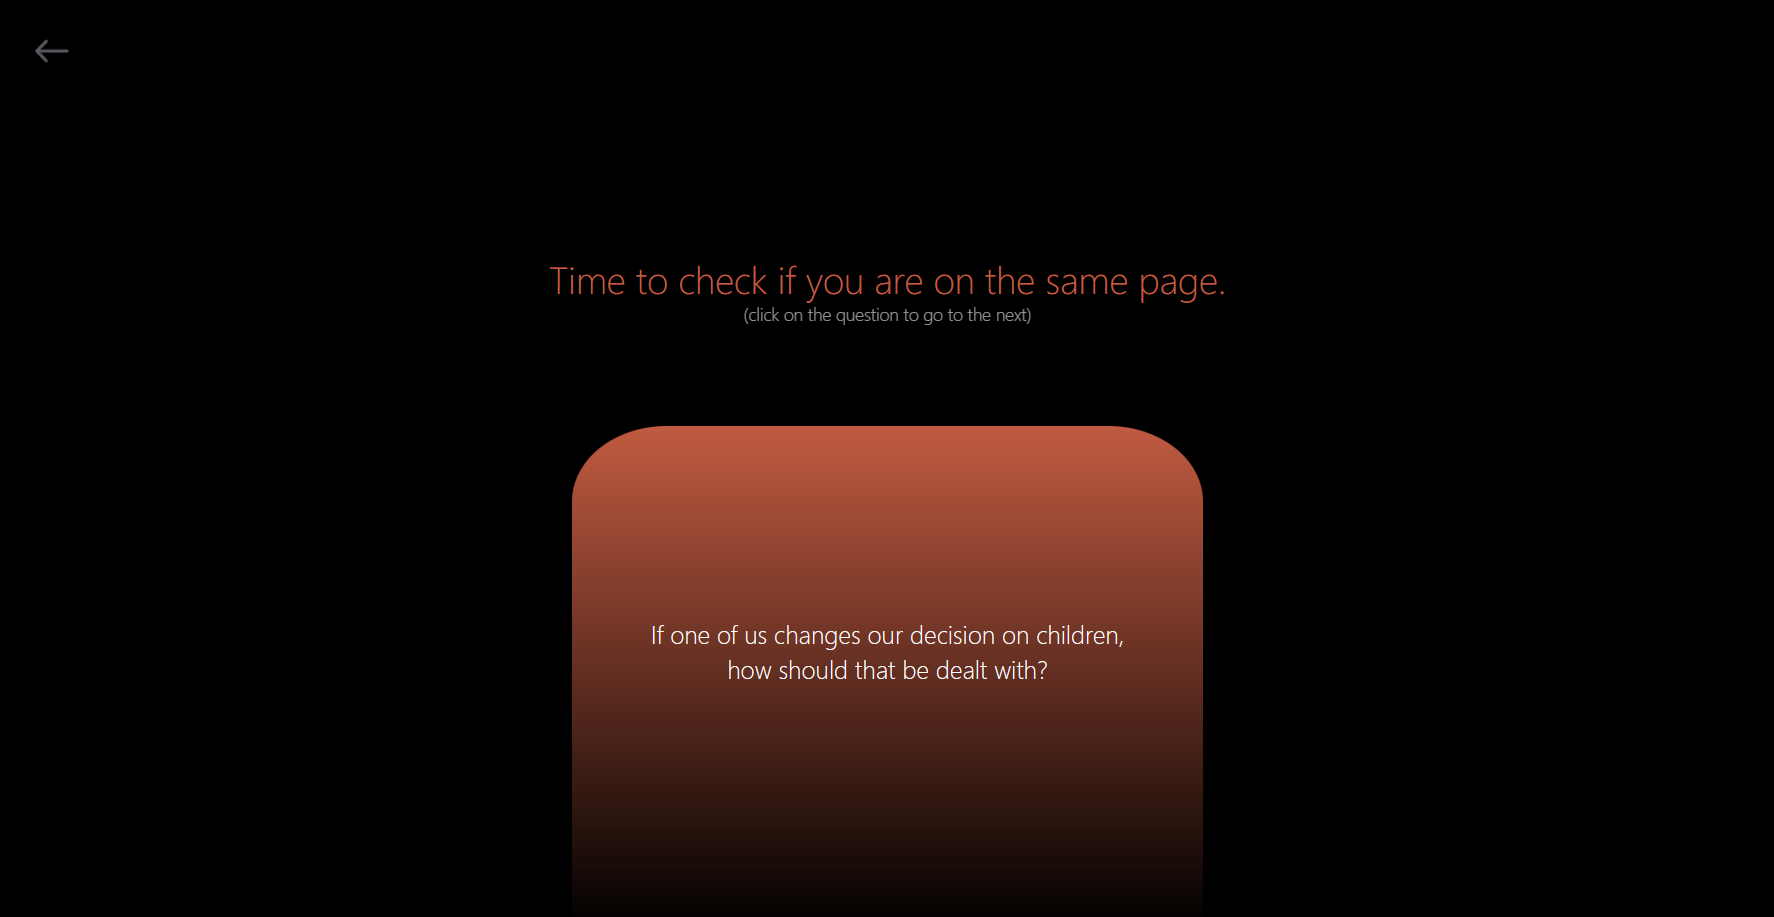 Time to check if you are on the same page.
(click on the question to go to the next)
If one of us changes our decision on children,
how should that be dealt with?